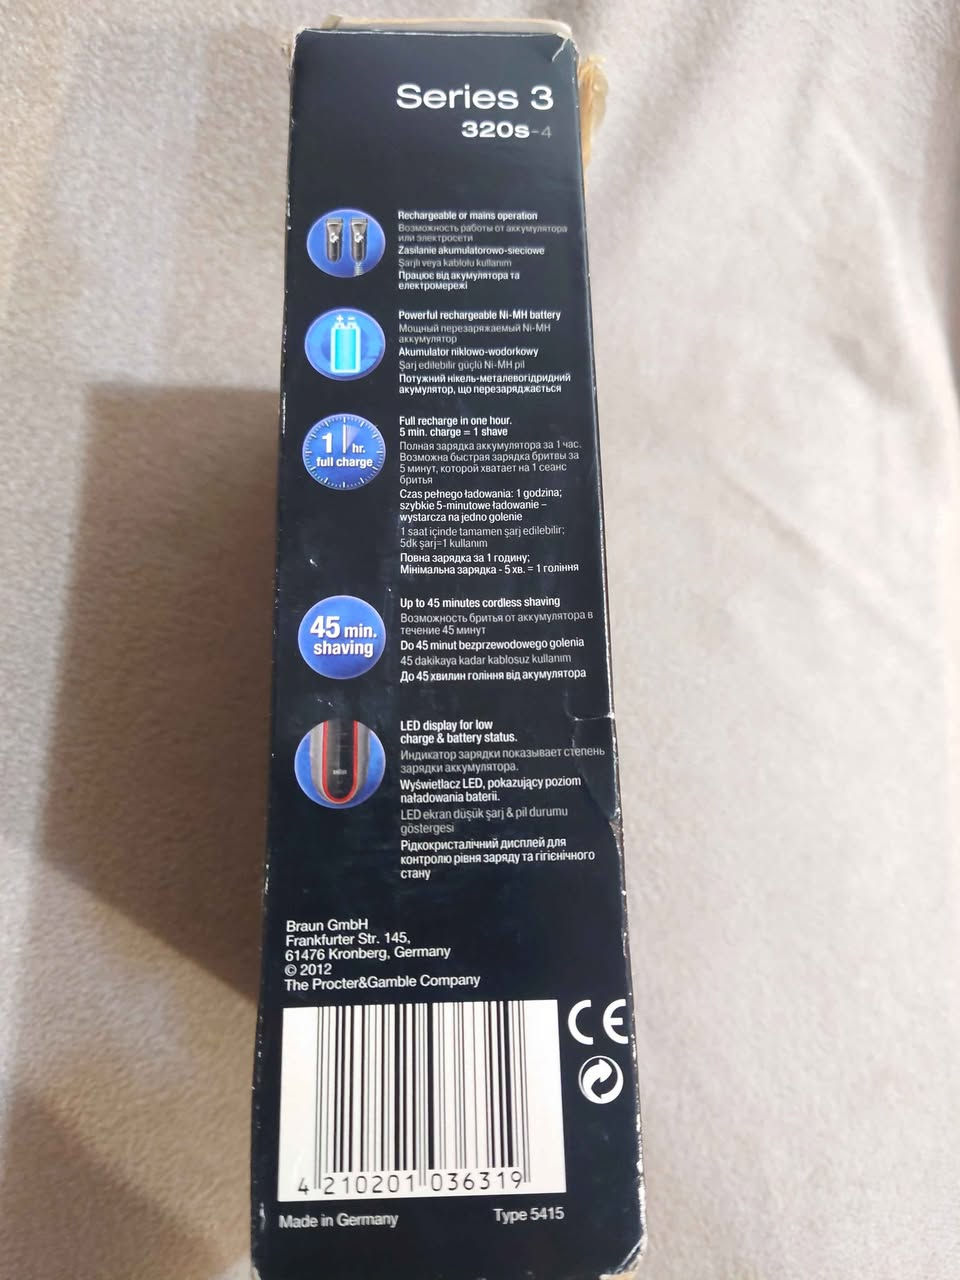 Series 3
320s-4
Rechargeable or mains operation
Возможность работы от аккумулятора
или электросети
Zasilanie akumulatorowo-sieciowe
Şarjlı veya kablolu kullanım
Працює від акумулятора та
електромережі
Powerful rechargeable Ni-MH battery
Мощный перезаряжаемый Ni-MH
аккумулятор
Akumulator niklowo-wodorkowy
Şarj edilebilir güçlü Ni-MH pil
Потужний нікель-металевогідридний
акумулятор, що перезаряджається
1 hr.
full charge
Full recharge in one hour.
5 min. charge = 1 shave
Полная зарядка аккумулятора за 1 час.
Возможна быстрая зарядка бритвы за
5 минут, которой хватает на 1 сеанс
бритья
Czas pełnego ładowania: 1 godzina;
szybkie 5-minutowe ładowanie –
wystarcza na jedno golenie
1 saat içinde tamamen şarj edilebilir;
5dk şarj=1 kullanım
Повна зарядка за 1 годину;
Мінімальна зарядка - 5 хв. = 1 гоління
45 min.
shaving
Up to 45 minutes cordless shaving
Возможность бритья от аккумулятора в
течение 45 минут
Do 45 minut bezprzewodowego golenia
45 dakikaya kadar kablosuz kullanım
До 45 хвилин гоління від акумулятора
LED display for low
charge & battery status.
Индикатор зарядки показывает степень
зарядки аккумулятора.
Wyświetlacz LED, pokazujący poziom
naładowania baterii.
LED ekran düşük şarj & pil durumu
göstergesi
Рідкокристалічний дисплей для
контролю рівня заряду та гігієнічного
стану
Braun GmbH
Frankfurter Str. 145,
61476 Kronberg, Germany
© 2012
The Procter&Gamble Company
CE
4 210201 036319
Made in Germany
Type 5415